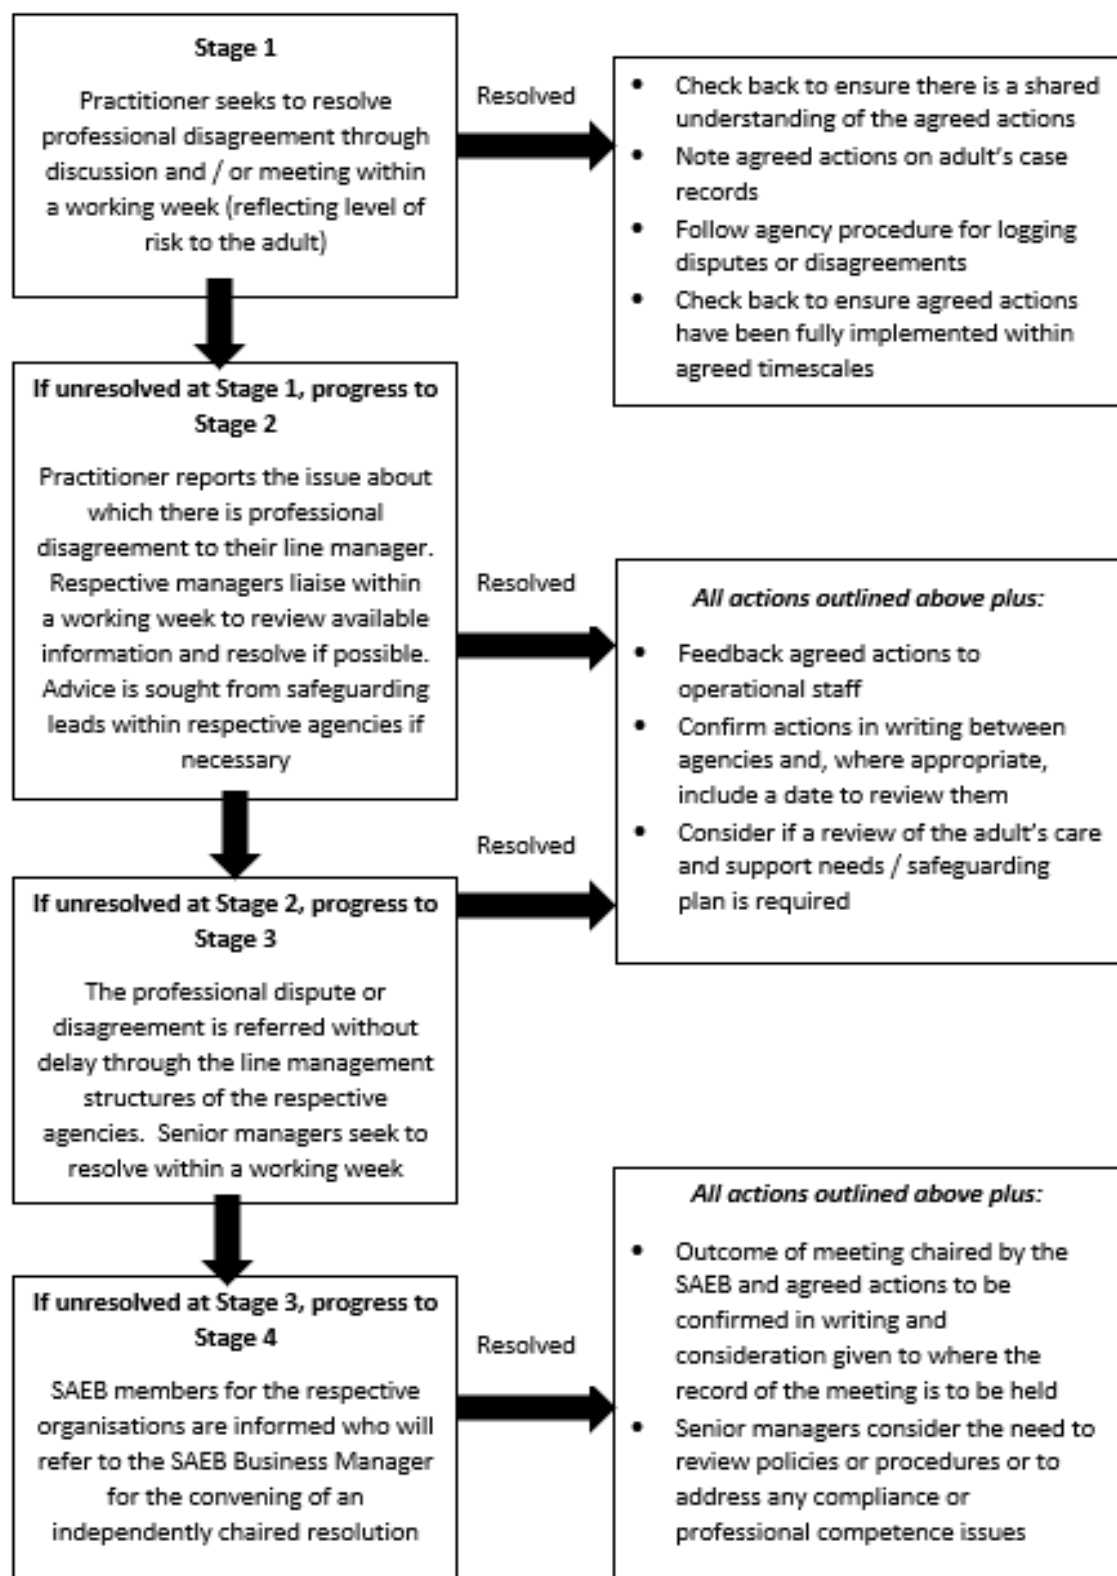 Stage 1
Practitioner seeks to resolve
professional disagreement through
discussion and / or meeting within
a working week (reflecting level of
risk to the adult)
Resolved
• Check back to ensure there is a shared
understanding of the agreed actions
• Note agreed actions on adult's case
records
• Follow agency procedure for logging
disputes or disagreements
• Check back to ensure agreed actions
have been fully implemented within
agreed timescales
If unresolved at Stage 1, progress to
Stage 2
Practitioner reports the issue about
which there is professional
disagreement to their line manager.
Respective managers liaise within
a working week to review available
information and resolve if possible.
Advice is sought from safeguarding
leads within respective agencies if
necessary
Resolved
All actions outlined above plus:
• Feedback agreed actions to
operational staff
• Confirm actions in writing between
agencies and, where appropriate,
include a date to review them
• Consider if a review of the adult's care
and support needs / safeguarding
plan is required
Resolved
If unresolved at Stage 2, progress to
Stage 3
The professional dispute or
disagreement is referred without
delay through the line management
structures of the respective
agencies.  Senior managers seek to
resolve within a working week
If unresolved at Stage 3, progress to
Stage 4
SAEB members for the respective
organisations are informed who will
refer to the SAEB Business Manager
for the convening of an
independently chaired resolution
Resolved
All actions outlined above plus:
• Outcome of meeting chaired by the
SAEB and agreed actions to be
confirmed in writing and
consideration given to where the
record of the meeting is to be held
• Senior managers consider the need to
review policies or procedures or to
address any compliance or
professional competence issues